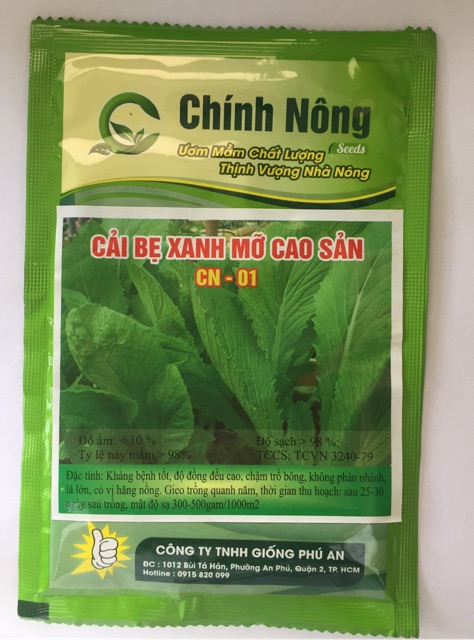 Chính Nông
Seeds
Ươm Mầm Chất Lượng
Thịnh Vượng Nhà Nông
CẢI BẸ XANH MỠ CAO SẢN
CN - 01
Độ ẩm: < 10 % Độ sạch > 98 %;
Tỷ lệ nảy mầm > 98% TCCS: TCVN 3240-79
Đặc tính: Kháng bệnh tốt, độ đồng đều cao, chậm trổ bông, không phân nhánh,
lá lớn, có vị hăng nồng. Gieo trồng quanh năm, thời gian thu hoạch: sau 25-30
ngày sau trồng, mật độ sạ 300-500gam/1000m2
CÔNG TY TNHH GIỐNG PHÚ AN
ĐC : 1012 Bùi Tá Hán, Phường An Phú, Quận 2, TP. HCM
Hotline : 0915 820 099